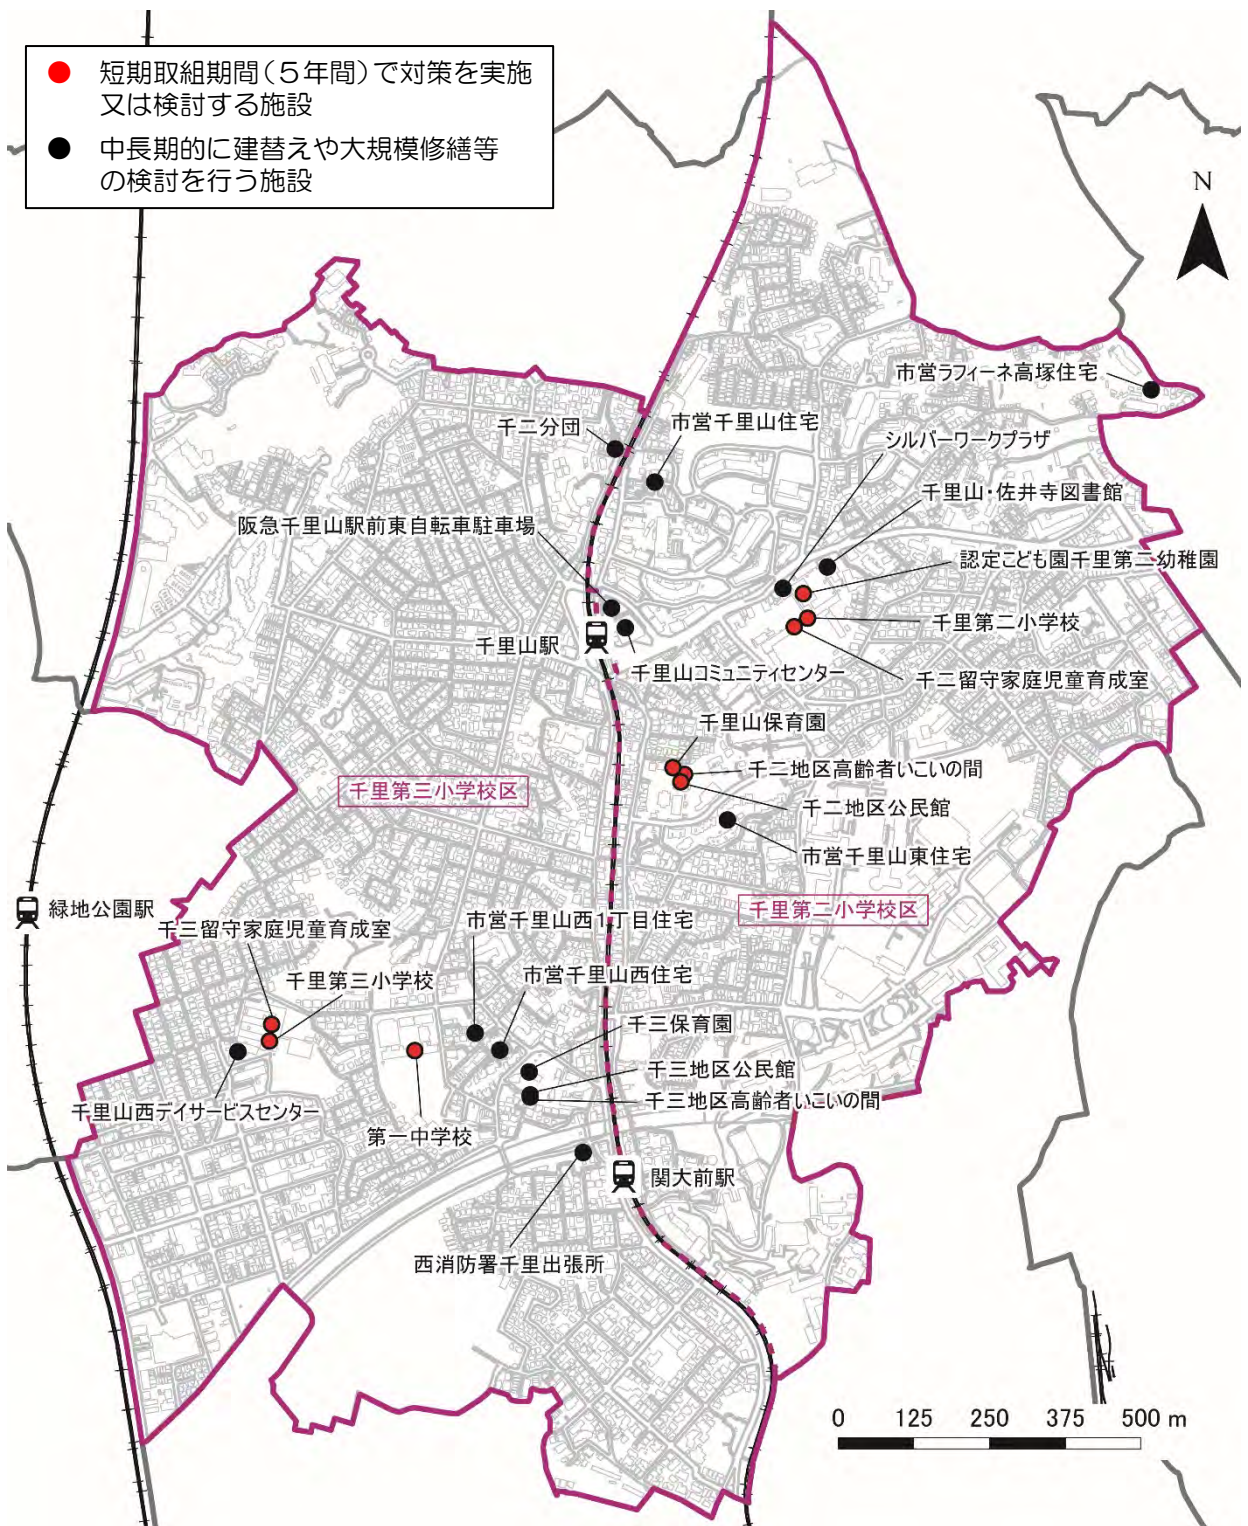 短期取組期間（５年間）で対策を実施
又は検討する施設
中長期的に建替えや大規模修繕等
の検討を行う施設
N
市営ラフィーネ高塚住宅
千二分団
市営千里山住宅
シルバーワークプラザ
千里山・佐井寺図書館
阪急千里山駅前東自転車駐車場
認定こども園千里第二幼稚園
千里第二小学校
千里山駅
千里山コミュニティセンター
千二留守家庭児童育成室
千里山保育園
千二地区高齢者いこいの間
千里第三小学校区
千二地区公民館
市営千里山東住宅
緑地公園駅
千里第二小学校区
市営千里山西１丁目住宅
千三留守家庭児童育成室
千里第三小学校
市営千里山西住宅
千三保育園
千三地区公民館
千三地区高齢者いこいの間
千里山西デイサービスセンター
第一中学校
関大前駅
西消防署千里出張所
0 125 250 375 500 m